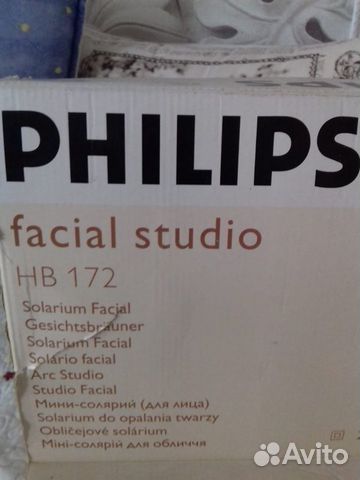 PHILIPS
facial studio
HB 172
Solarium Facial
Gesichtsbräuner
Solarium Facial
Solário facial
Arc Studio
Studio Facial
Мини-солярий (для лица)
Solarium do opalania twarzy
Obličejové solárium
Міні-солярій для обличчя
Avito